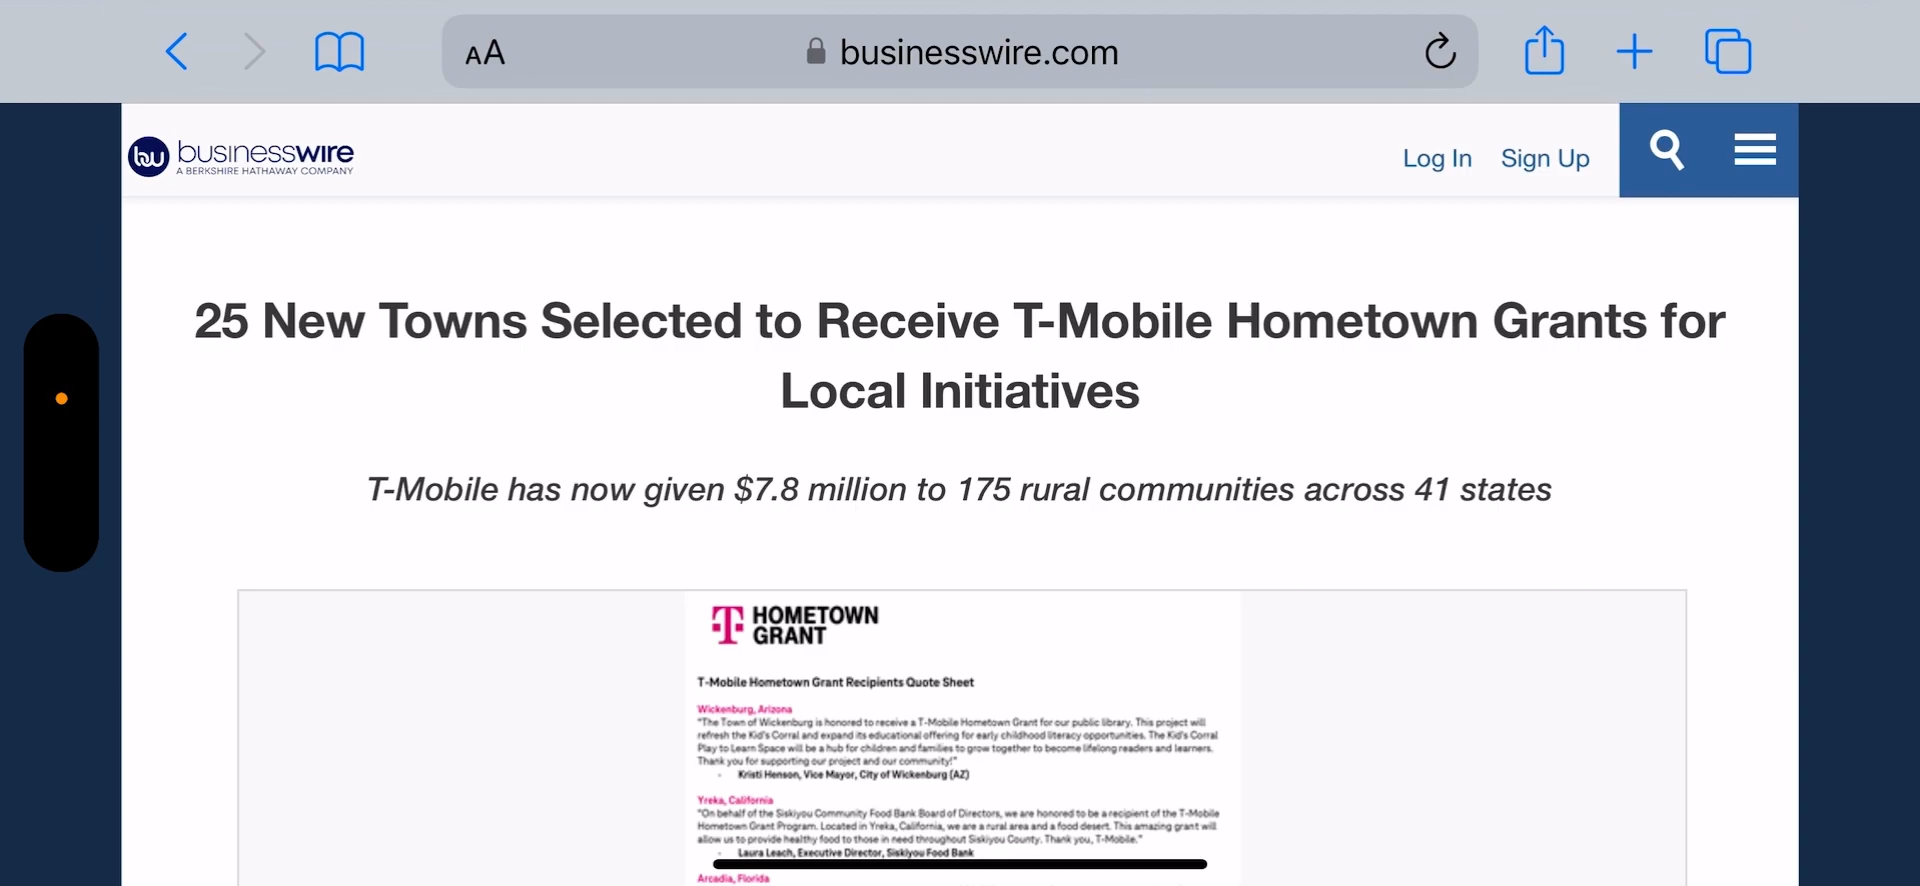 AA
businesswire.com
bw businesswire
A BERKSHIRE HATHAWAY COMPANY
Log In
Sign Up
25 New Towns Selected to Receive T-Mobile Hometown Grants for
Local Initiatives
T-Mobile has now given $7.8 million to 175 rural communities across 41 states
T HOMETOWN
GRANT
T-Mobile Hometown Grant Recipients Quote Sheet
Wickenburg, Arizona
"The Town of Wickenburg is honored to receive a T-Mobile Hometown Grant for our public library. This project will
refresh the Kid's Corral and expand its educational offering for early childhood literacy opportunities. The Kid's Corral
Play to Learn Space will be a hub for children and families to grow together to become lifelong readers and learners.
Thank you for supporting our project and our community!"
- Kristi Henson, Vice Mayor, City of Wickenburg (AZ)
Yreka, California
"On behalf of the Siskiyou Community Food Bank Board of Directors, we are honored to be a recipient of the T-Mobile
Hometown Grant Program. Located in Yreka, California, we are a rural area and a food desert. This amazing grant will
allow us to provide healthy food to those in need throughout Siskiyou County. Thank you, T-Mobile."
- Laura Leach, Executive Director, Siskiyou Food Bank
Arcadia, Florida